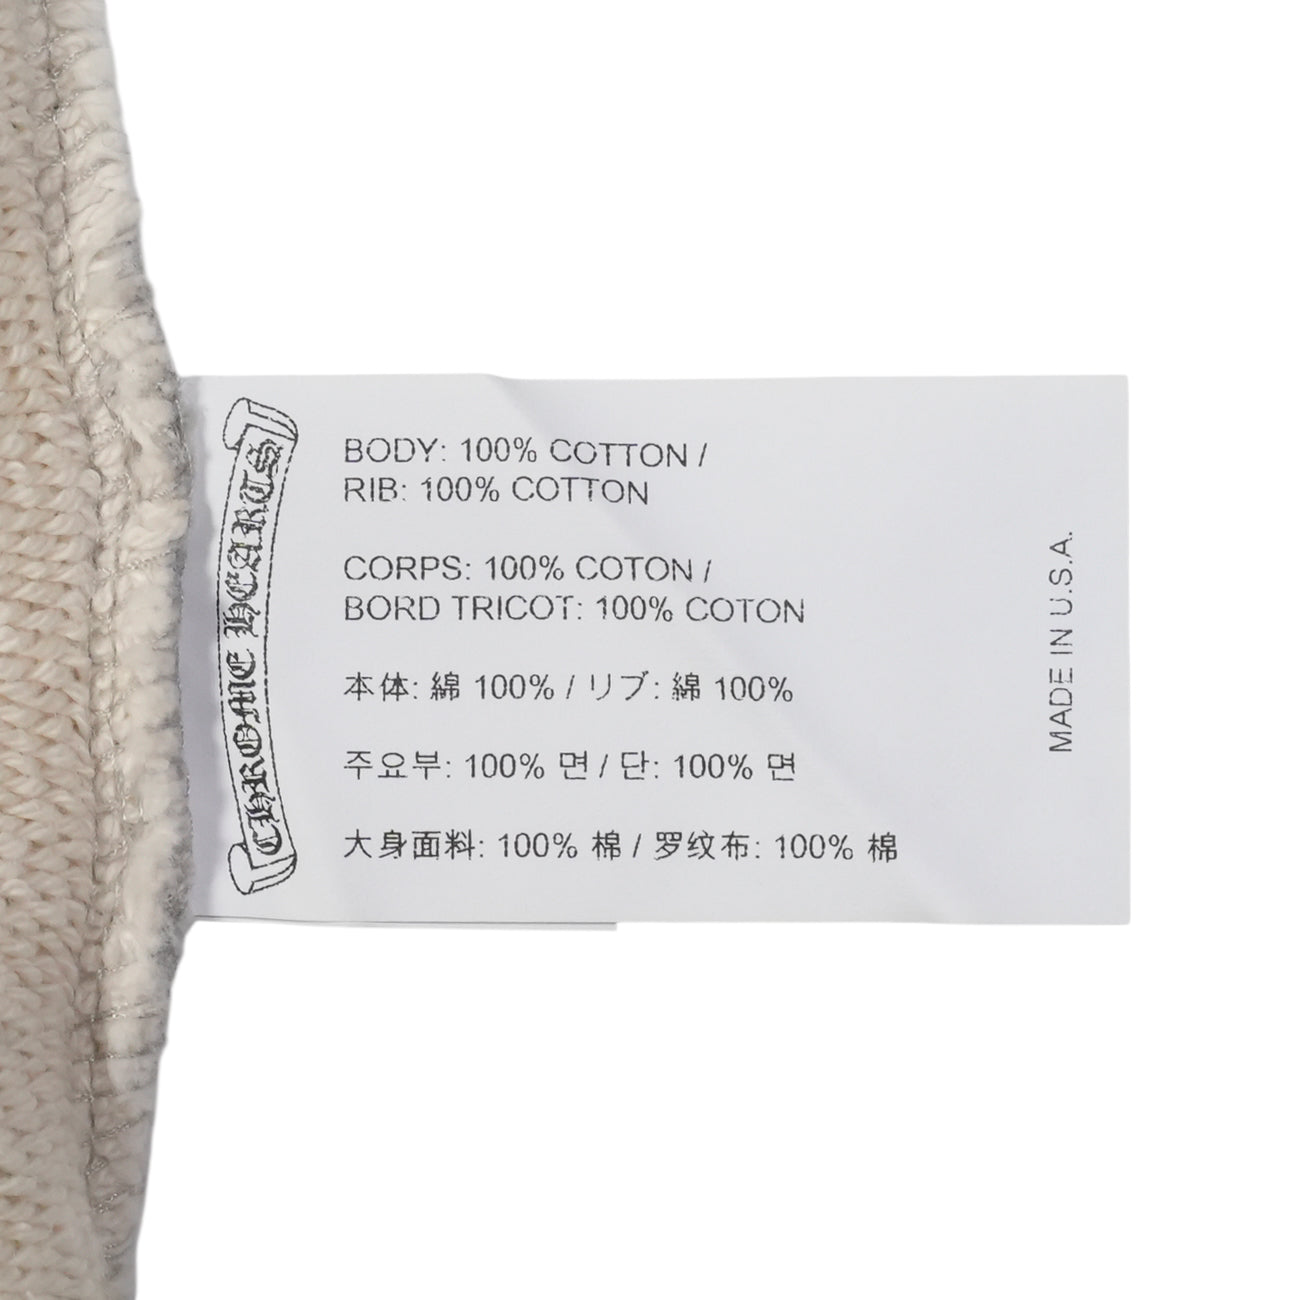 CHROME HEARTS
BODY: 100% COTTON /
RIB: 100% COTTON
CORPS: 100% COTON /
BORD TRICOT: 100% COTON
本体: 綿 100% / リブ: 綿 100%
주요부: 100% 면 / 단: 100% 면
大身面料: 100% 棉 / 罗纹布: 100% 棉
MADE IN U.S.A.